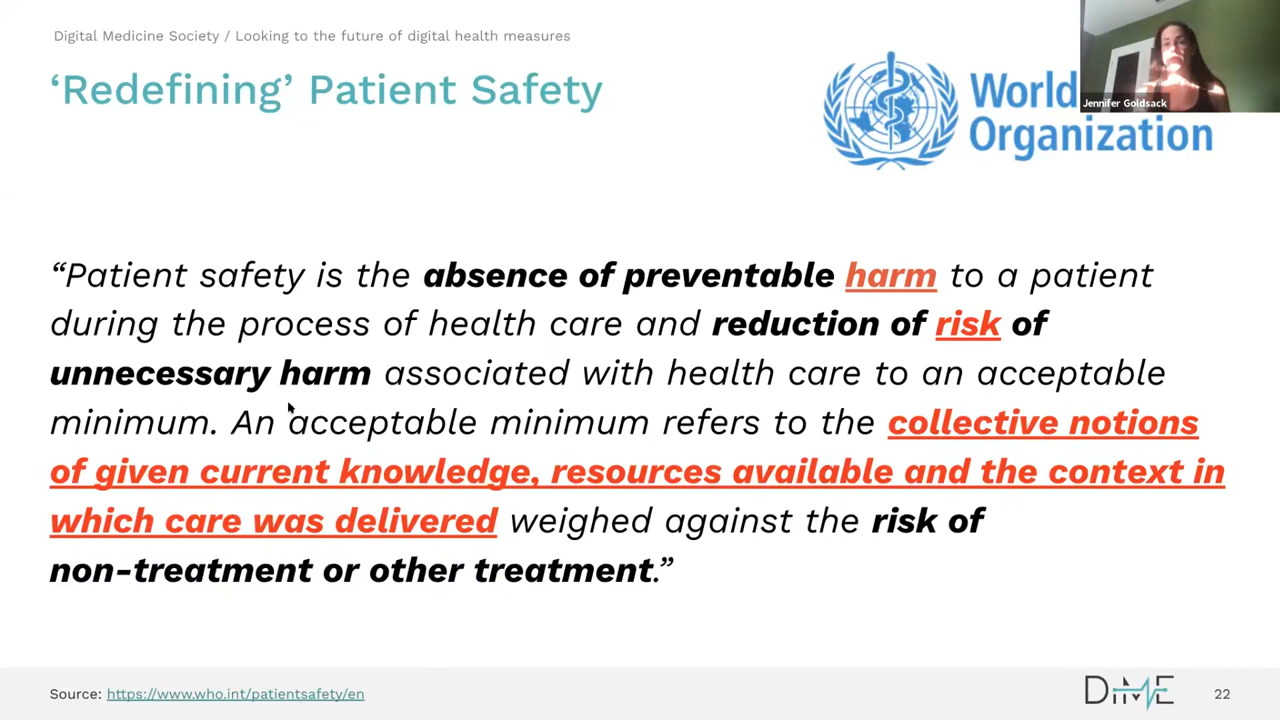 Digital Medicine Society / Looking to the future of digital health measures
‘Redefining’ Patient Safety
World
Organization
Jennifer Goldsack
“Patient safety is the absence of preventable harm to a patient
during the process of health care and reduction of risk of
unnecessary harm associated with health care to an acceptable
minimum. An acceptable minimum refers to the collective notions
of given current knowledge, resources available and the context in
which care was delivered weighed against the risk of
non-treatment or other treatment.”
Source: https://www.who.int/patientsafety/en
DiME
22